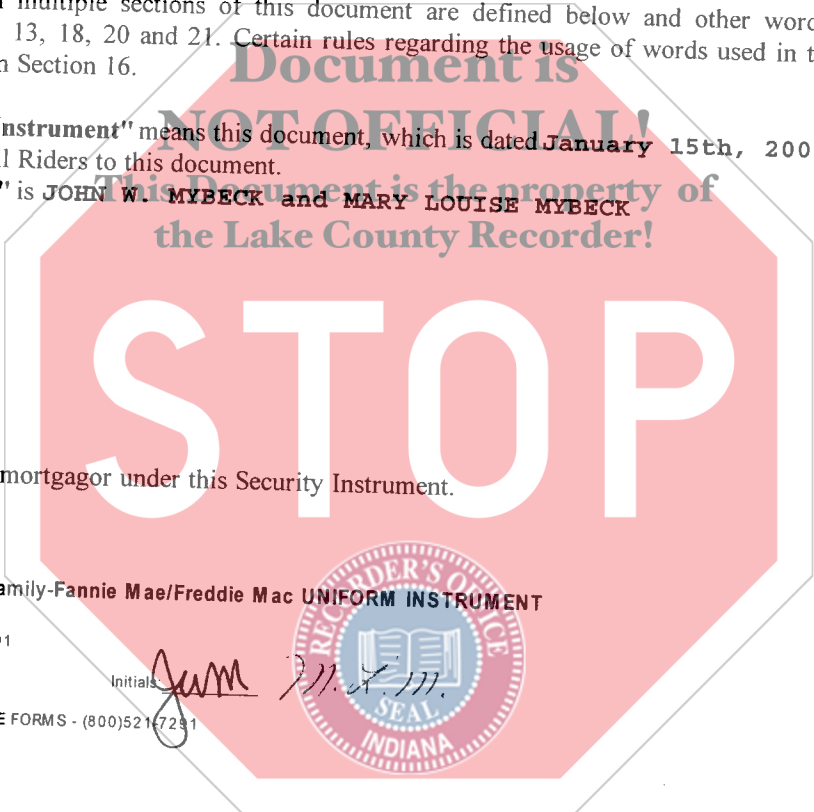 multiple sections of this document are defined below and other word
13, 18, 20 and 21. Certain rules regarding the usage of words used in t
n Section 16.
Document is
NOT OFFICIAL!
nstrument" means this document, which is dated January 15th, 200
l Riders to this document.
This Document is the property of
" is JOHN W. MYBECK and MARY LOUISE MYBECK
the Lake County Recorder!
STOP
mortgagor under this Security Instrument.
amily-Fannie Mae/Freddie Mac UNIFORM INSTRUMENT
RECORDER'S OFFICE
Initials: JWM M.L.M.
SEAL
E FORMS - (800)521-7291
INDIANA